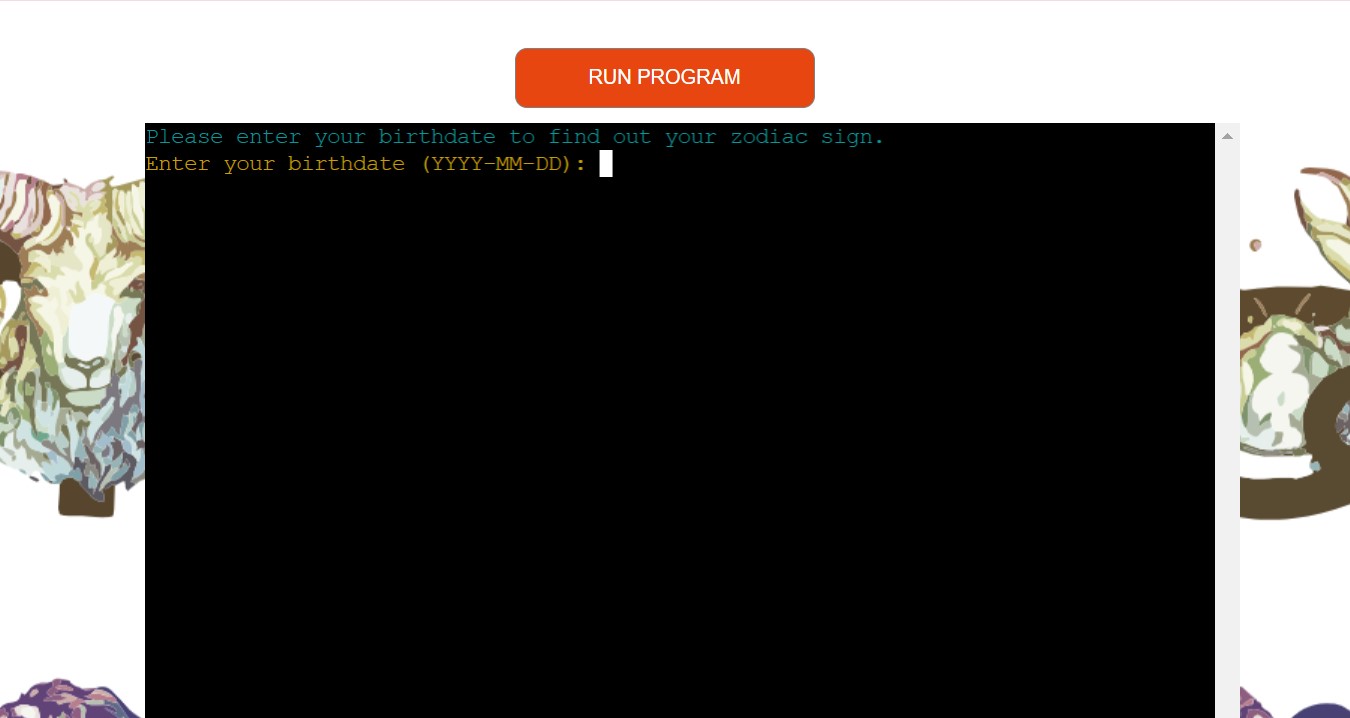 RUN PROGRAM
Please enter your birthdate to find out your zodiac sign.
Enter your birthdate (YYYY-MM-DD):